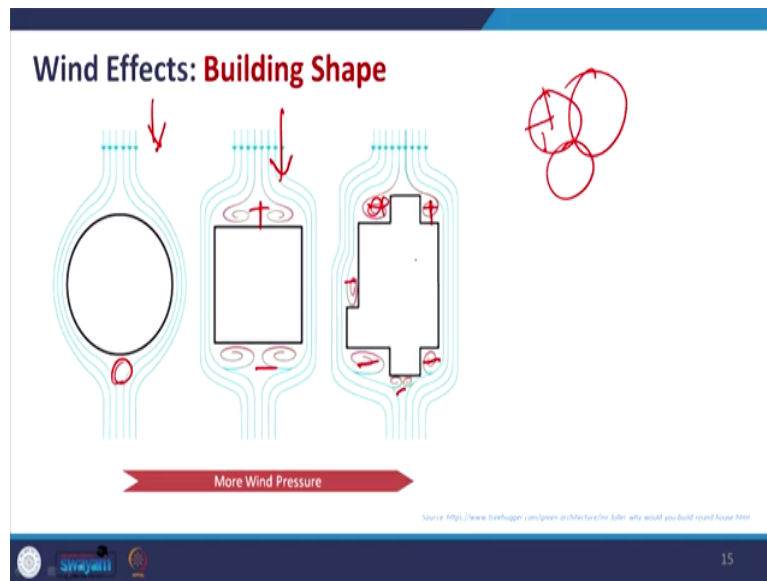 Wind Effects: Building Shape
More Wind Pressure
Source: https://www.treehugger.com/green-architecture/mr-fuller-why-would-you-build-round-house.html
swayam
15